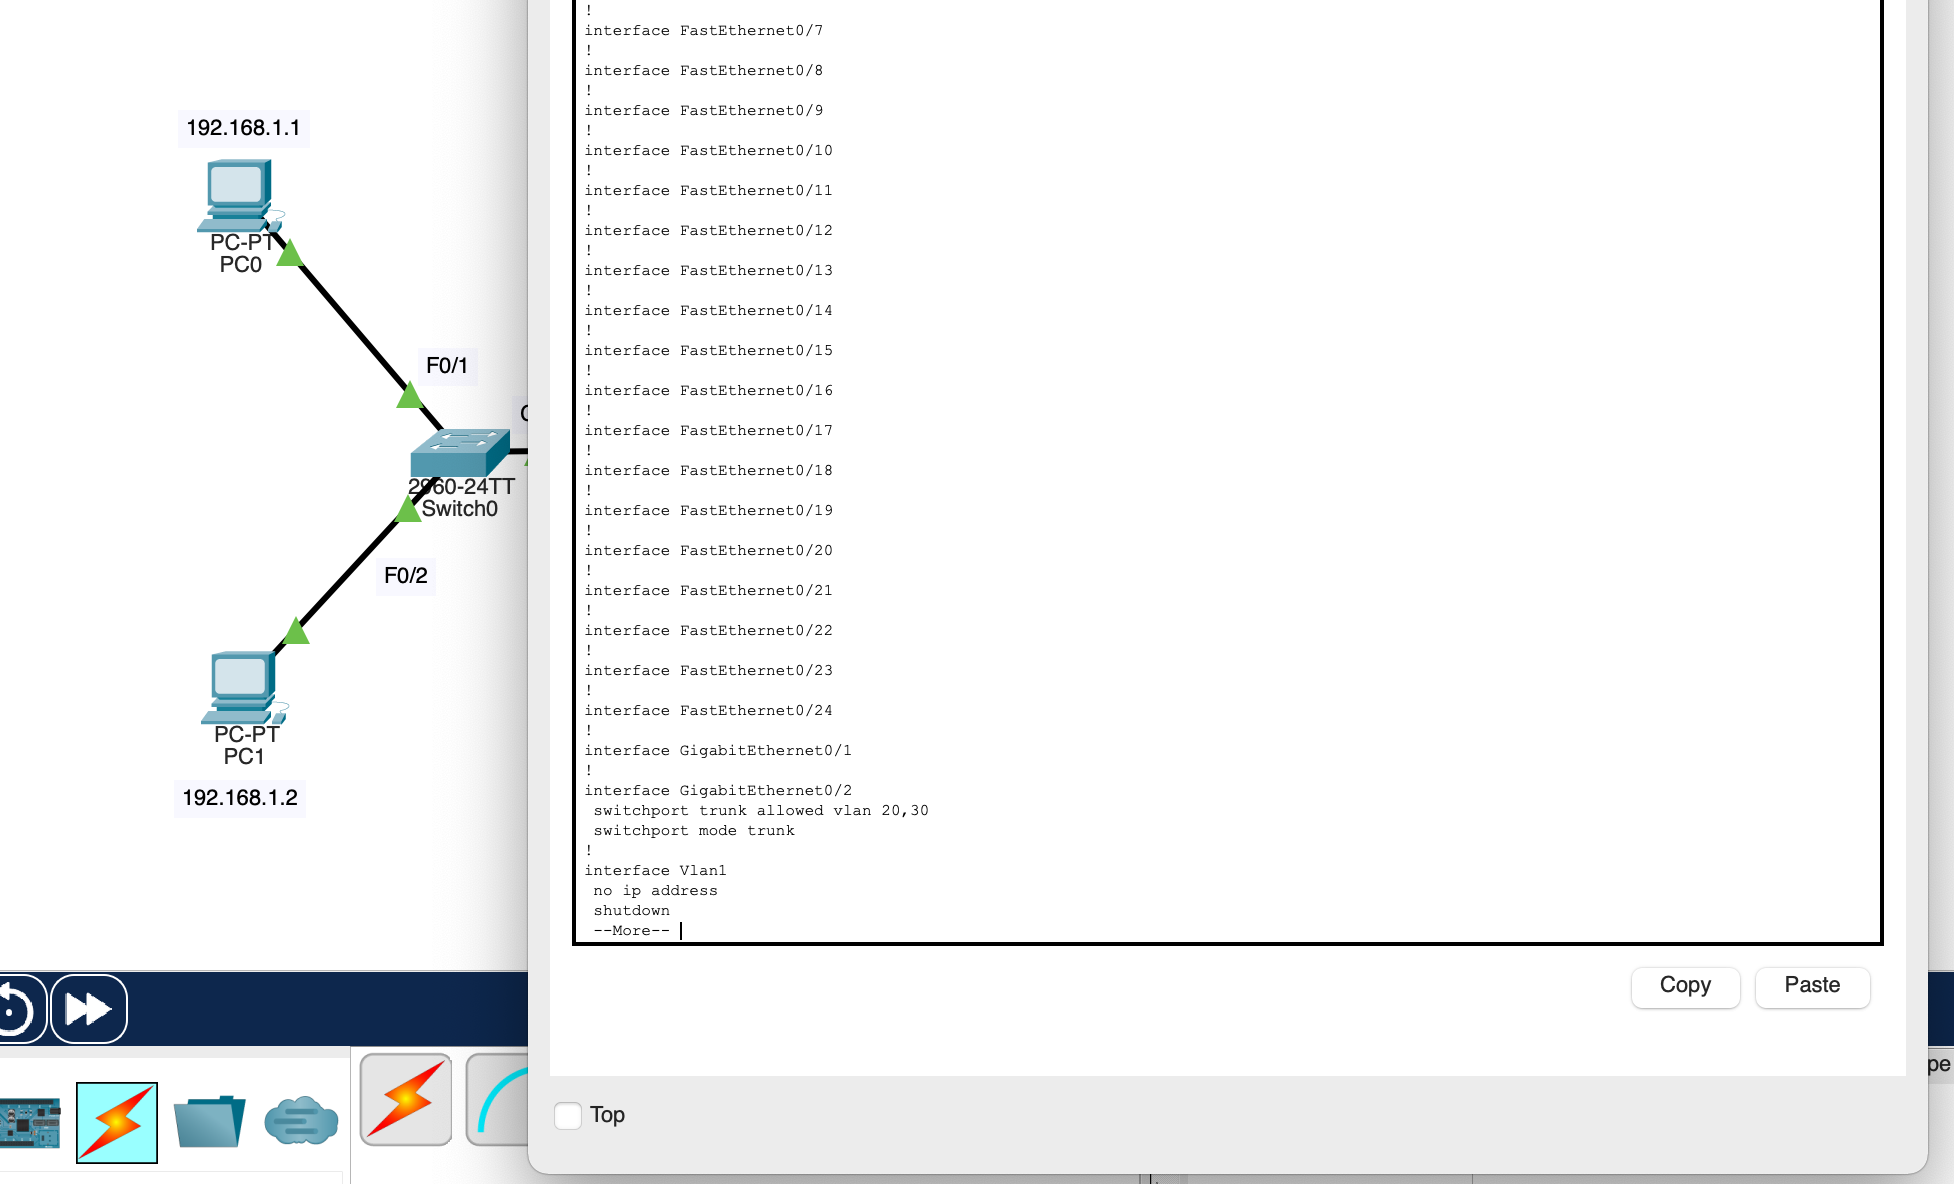 192.168.1.1
PC-PT
PC0
F0/1
2960-24TT
Switch0
F0/2
PC-PT
PC1
192.168.1.2
!
interface FastEthernet0/7
!
interface FastEthernet0/8
!
interface FastEthernet0/9
!
interface FastEthernet0/10
!
interface FastEthernet0/11
!
interface FastEthernet0/12
!
interface FastEthernet0/13
!
interface FastEthernet0/14
!
interface FastEthernet0/15
!
interface FastEthernet0/16
!
interface FastEthernet0/17
!
interface FastEthernet0/18
!
interface FastEthernet0/19
!
interface FastEthernet0/20
!
interface FastEthernet0/21
!
interface FastEthernet0/22
!
interface FastEthernet0/23
!
interface FastEthernet0/24
!
interface GigabitEthernet0/1
!
interface GigabitEthernet0/2
switchport trunk allowed vlan 20,30
switchport mode trunk
!
interface Vlan1
no ip address
shutdown
--More--
Copy Paste
Top